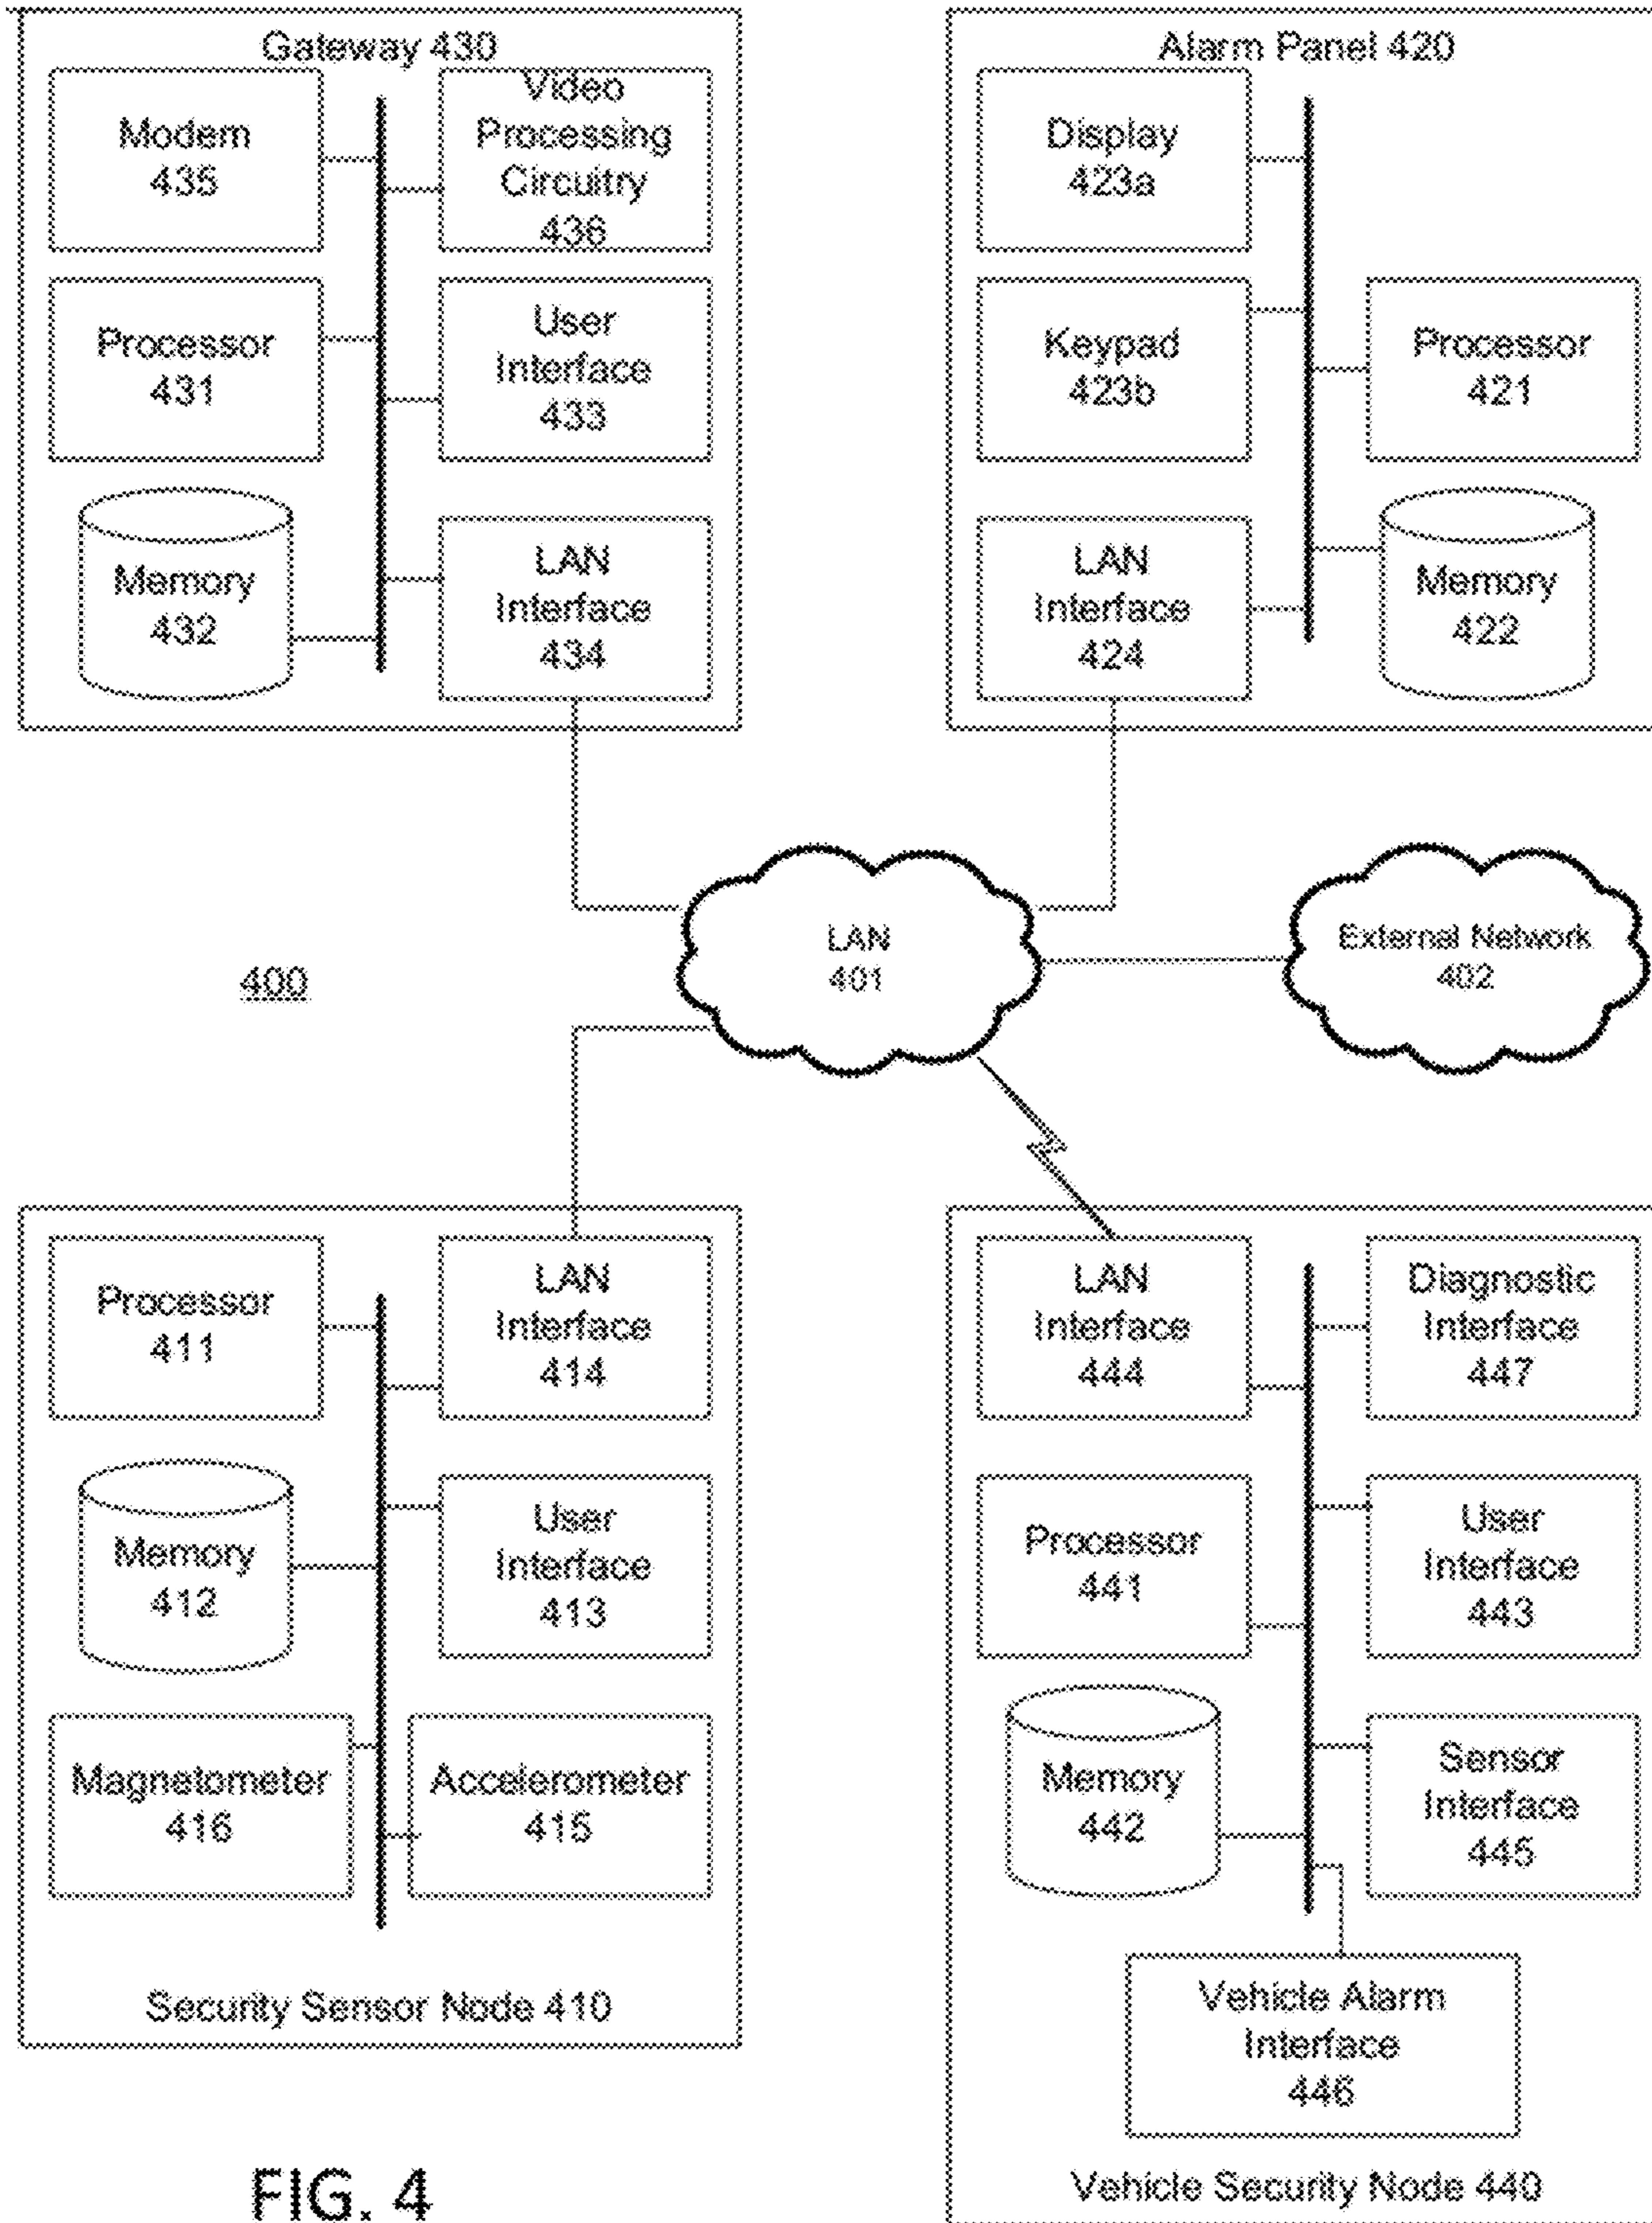 Gateway 430
Modem
435
Video
Processing
Circuitry
436
Processor
431
User
Interface
433
Memory
432
LAN
Interface
434
Alarm Panel 420
Display
423a
Keypad
423b
Processor
421
LAN
Interface
424
Memory
422
LAN
401
External Network
402
400
Processor
411
LAN
Interface
414
Memory
412
User
Interface
413
Magnetometer
416
Accelerometer
415
Security Sensor Node 410
LAN
Interface
444
Diagnostic
Interface
447
Processor
441
User
Interface
443
Memory
442
Sensor
Interface
445
Vehicle Alarm
Interface
446
Vehicle Security Node 440
FIG. 4